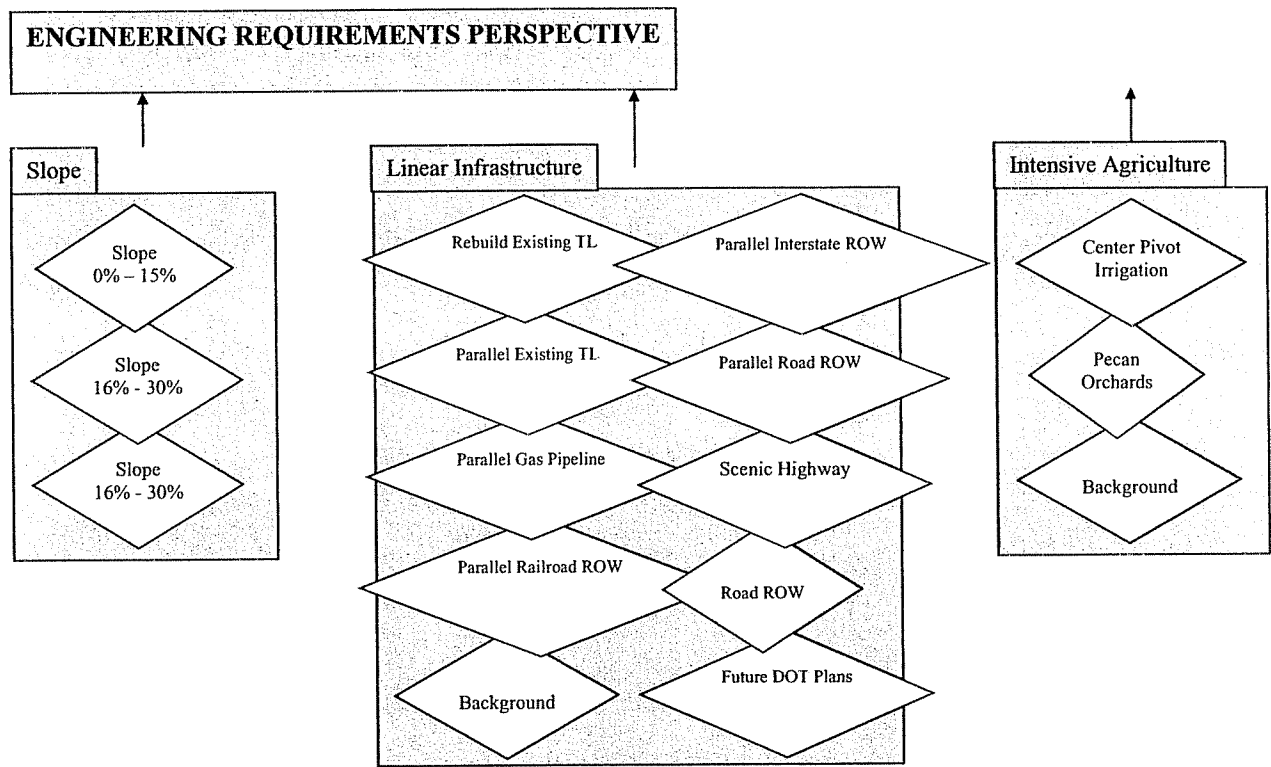 ENGINEERING REQUIREMENTS PERSPECTIVE
Slope
Slope
0% – 15%
Slope
16% - 30%
Slope
16% - 30%
Linear Infrastructure
Rebuild Existing TL
Parallel Existing TL
Parallel Gas Pipeline
Parallel Railroad ROW
Background
Parallel Interstate ROW
Parallel Road ROW
Scenic Highway
Road ROW
Future DOT Plans
Intensive Agriculture
Center Pivot
Irrigation
Pecan
Orchards
Background